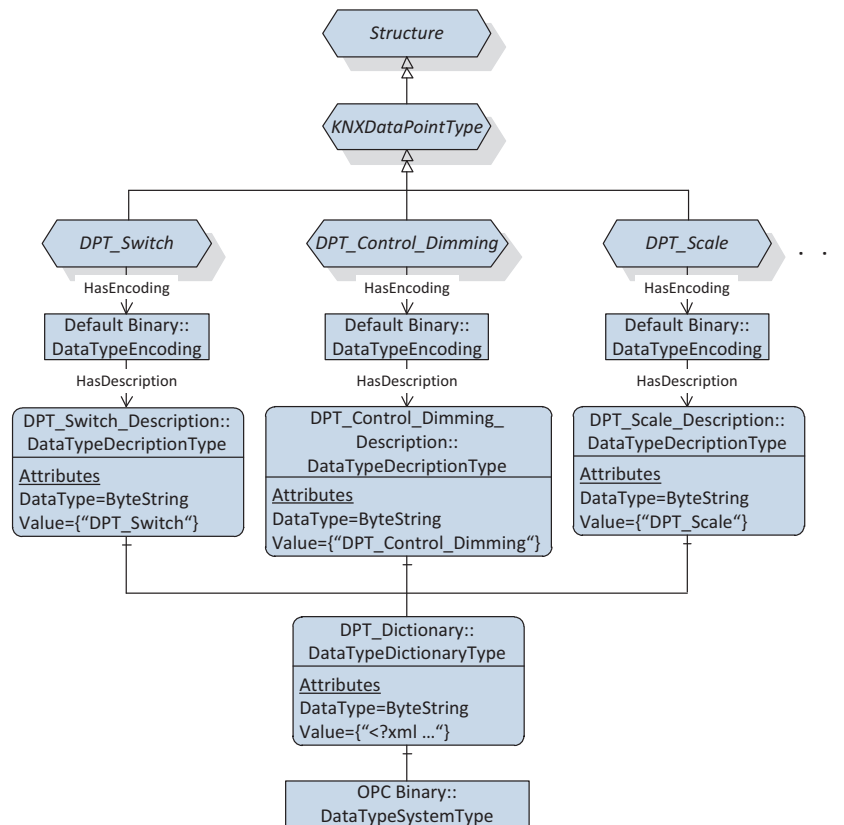 Structure
KNXDataPointType
DPT_Switch
DPT_Control_Dimming
DPT_Scale
. .
HasEncoding
HasEncoding
HasEncoding
Default Binary::
DataTypeEncoding
Default Binary::
DataTypeEncoding
Default Binary::
DataTypeEncoding
HasDescription
HasDescription
HasDescription
DPT_Switch_Description::
DataTypeDecriptionType
Attributes
DataType=ByteString
Value={“DPT_Switch“}
DPT_Control_Dimming_
Description::
DataTypeDecriptionType
Attributes
DataType=ByteString
Value={“DPT_Control_Dimming“}
DPT_Scale_Description::
DataTypeDecriptionType
Attributes
DataType=ByteString
Value={“DPT_Scale“}
DPT_Dictionary::
DataTypeDictionaryType
Attributes
DataType=ByteString
Value={“<?xml …“}
OPC Binary::
DataTypeSystemType